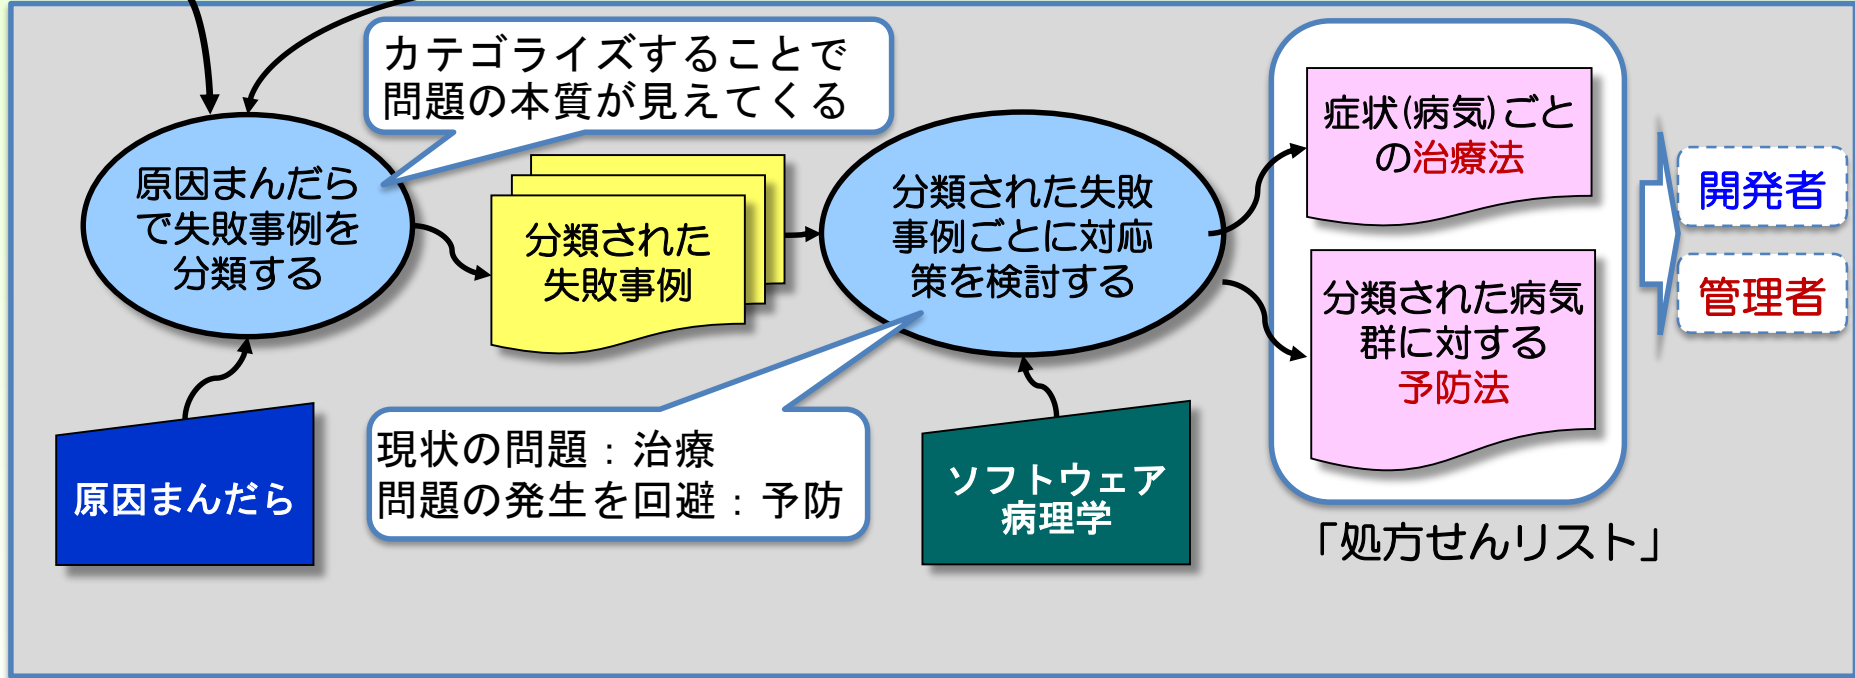 カテゴライズすることで
問題の本質が見えてくる
原因まんだら
で失敗事例を
分類する
分類された
失敗事例
分類された失敗
事例ごとに対応
策を検討する
症状(病気)ごと
の治療法
分類された病気
群に対する
予防法
開発者
管理者
原因まんだら
現状の問題：治療
問題の発生を回避：予防
ソフトウェア
病理学
「処方せんリスト」